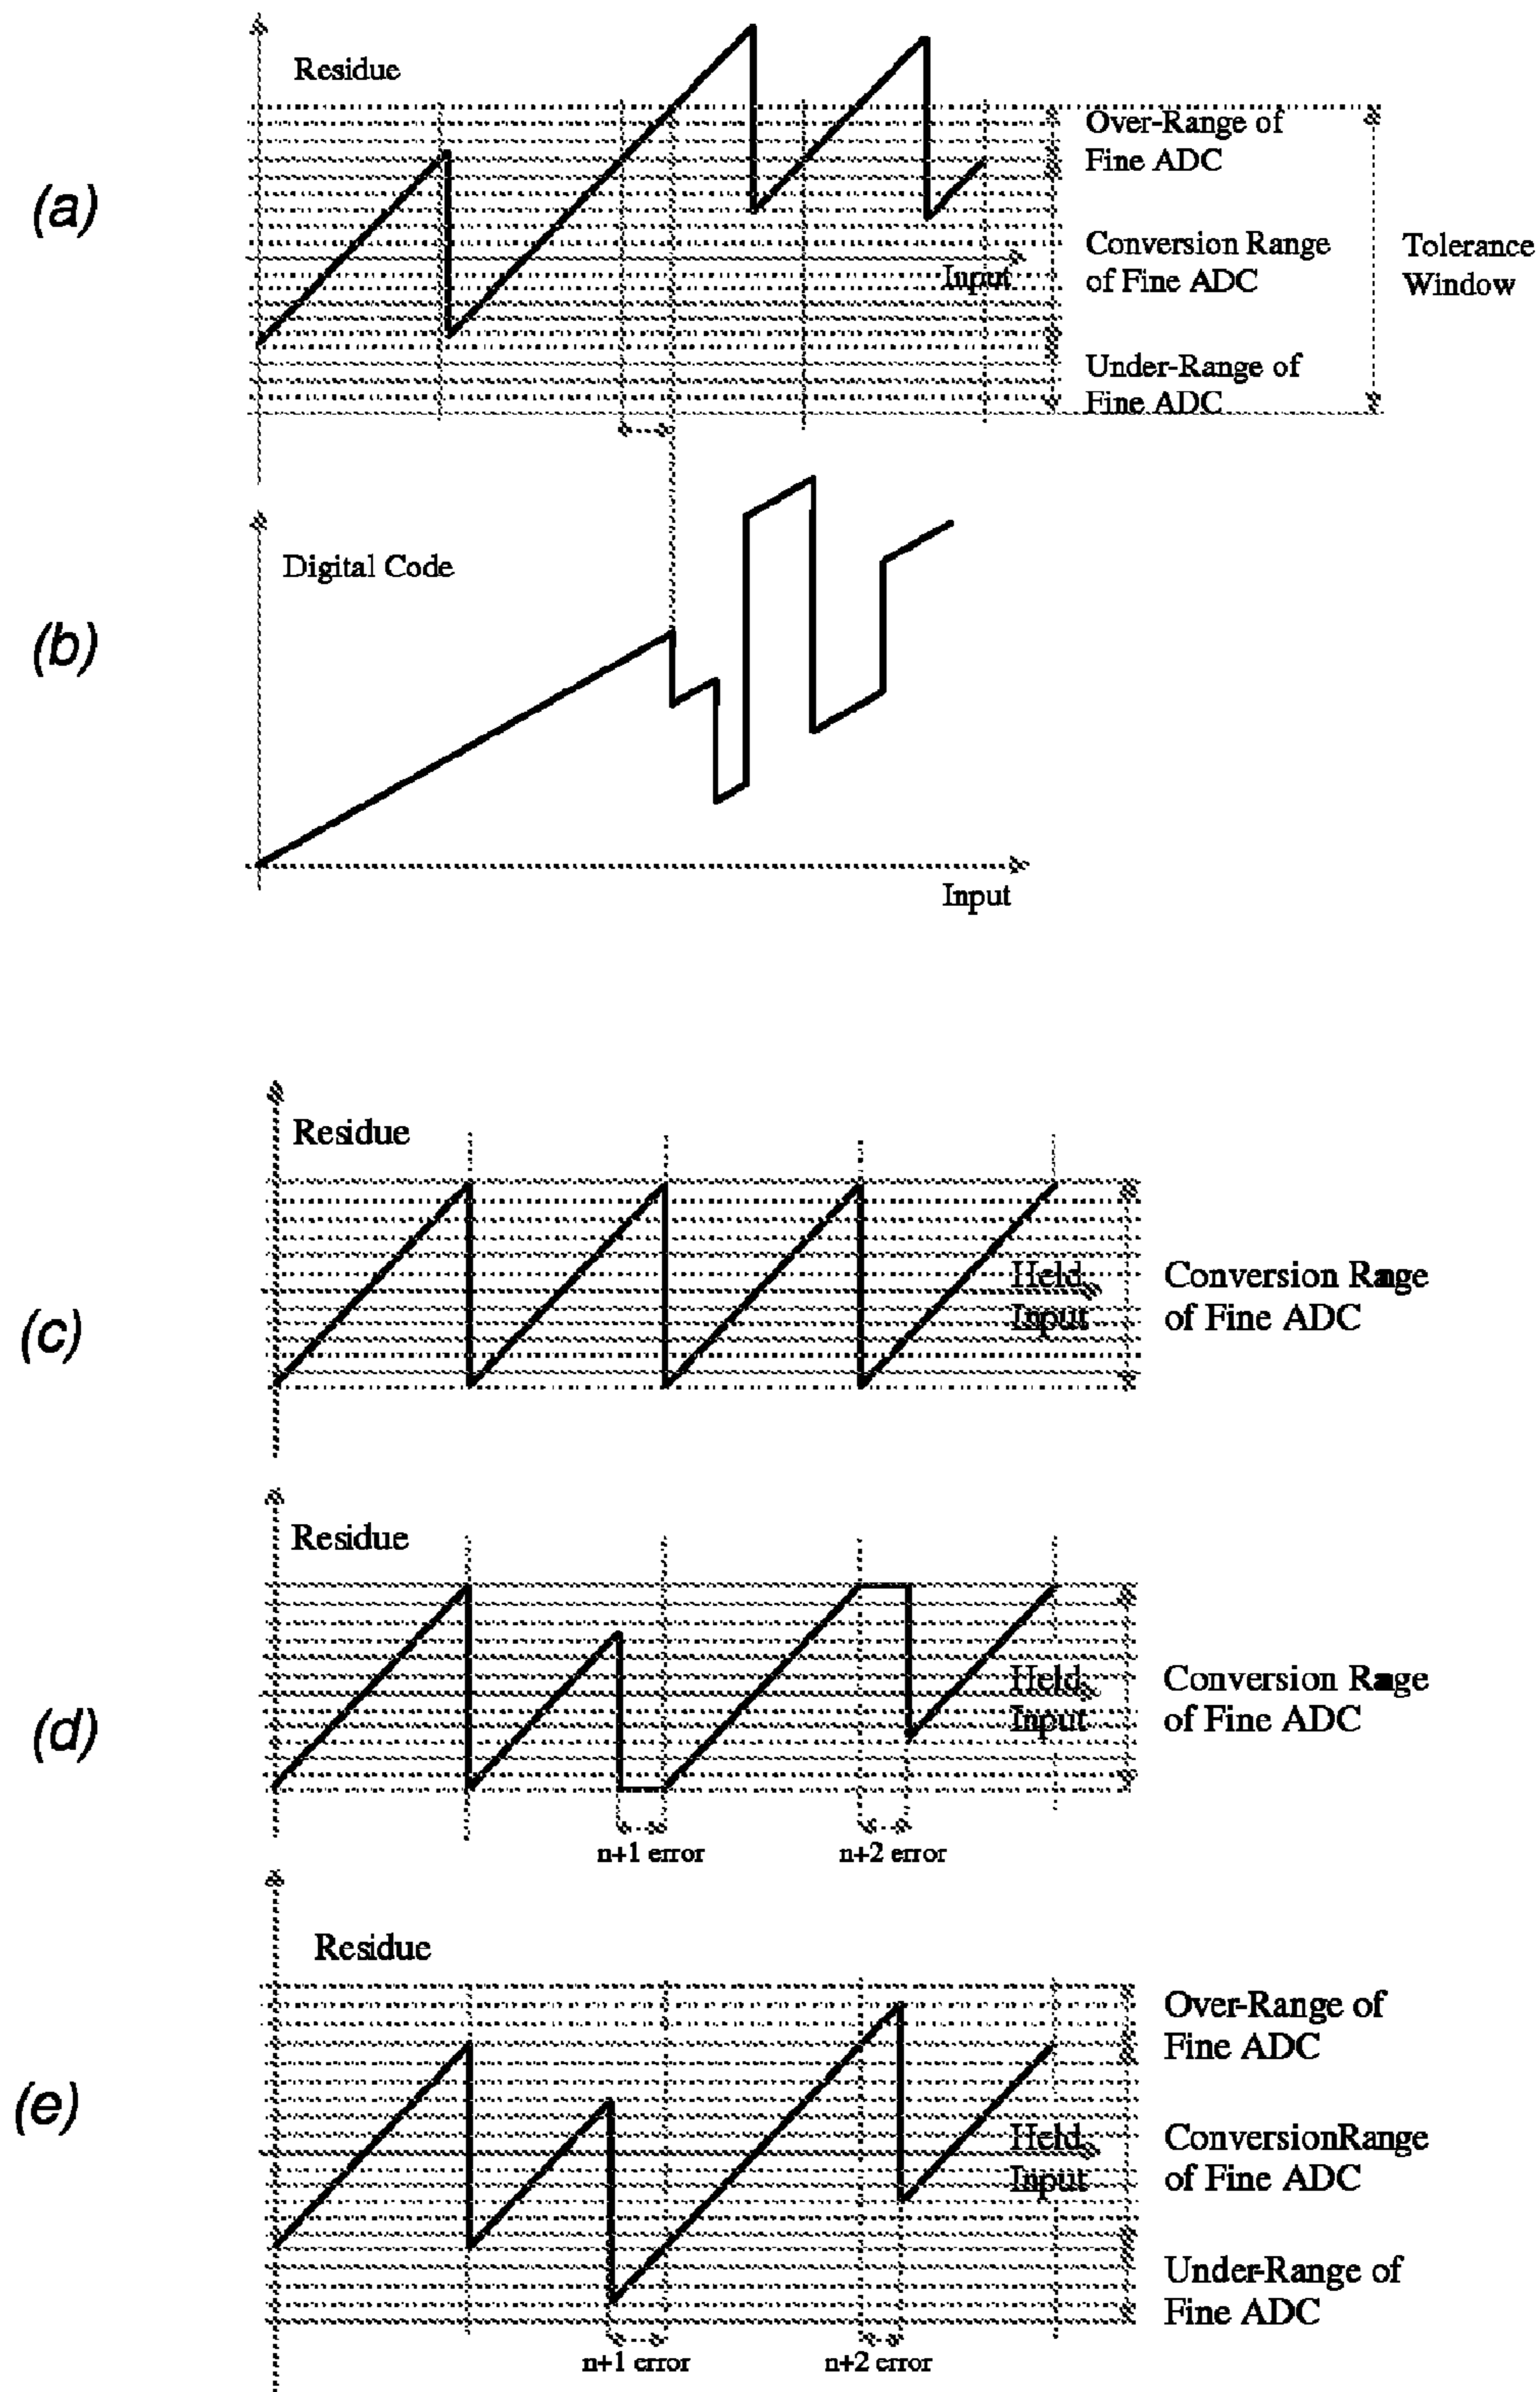 (a)
Residue
Over-Range of
Fine ADC
Input
Conversion Range
of Fine ADC
Tolerance
Window
Under-Range of
Fine ADC
(b)
Digital Code
Input
(c)
Residue
Held
Input
Conversion Range
of Fine ADC
(d)
Residue
Held
Input
Conversion Range
of Fine ADC
n+1 error
n+2 error
(e)
Residue
Over-Range of
Fine ADC
Held
Input
ConversionRange
of Fine ADC
Under-Range of
Fine ADC
n+1 error
n+2 error